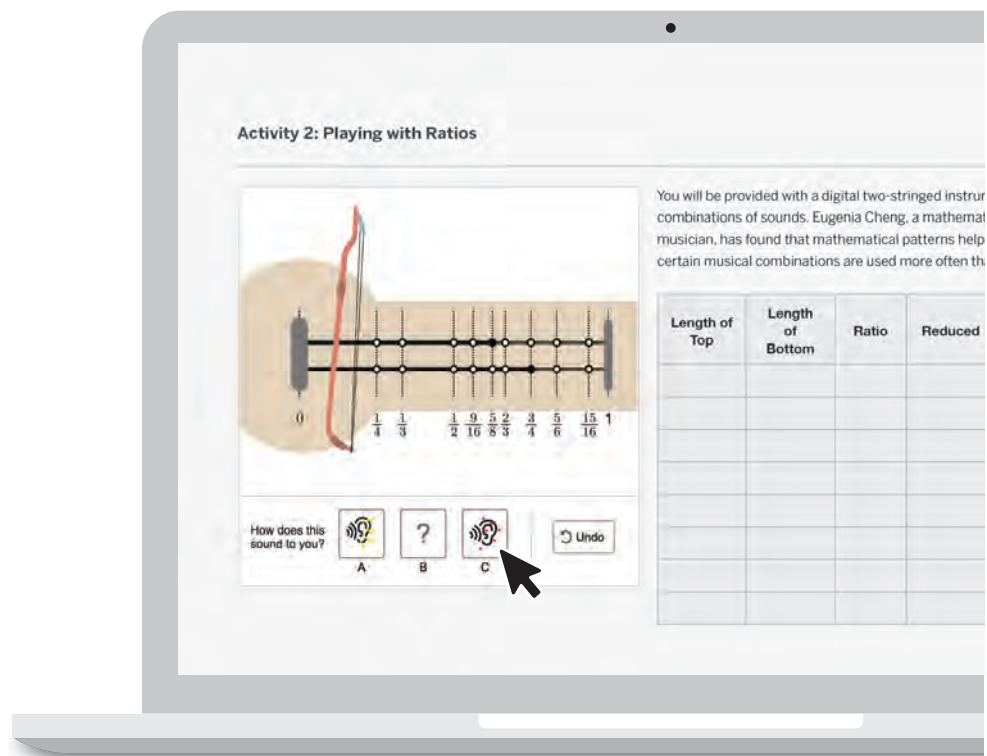 Activity 2: Playing with Ratios
You will be provided with a digital two-stringed
combinations of sounds. Eugenia Cheng, a
musician, has found that mathematical patterns help
certain musical combinations are used more often
Length of Top
Length of Bottom
Ratio
Reduced
0 1/4 1/3 1/2 9/16 5/8 2/3 3/4 5/6 15/16 1
How does this
sound to you?
?
Undo
A B C